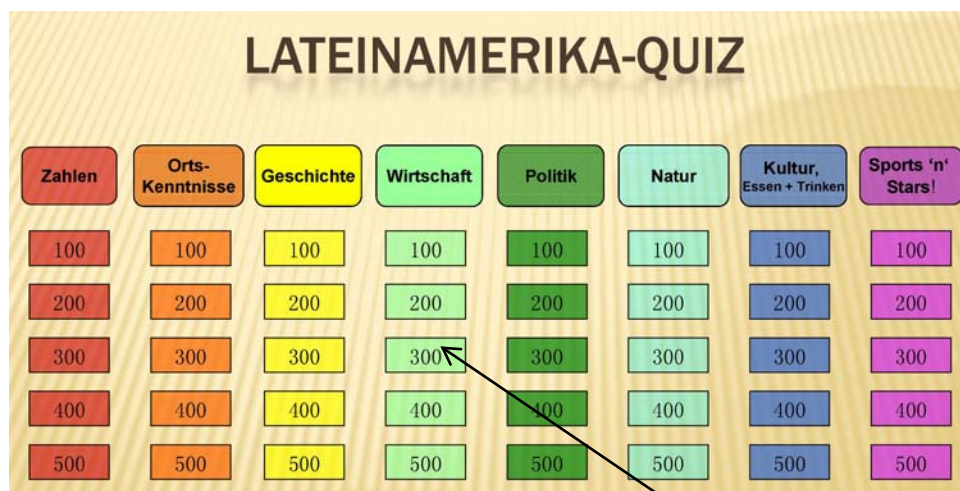 LATEINAMERIKA-QUIZ
Zahlen
Orts-
Kenntnisse
Geschichte
Wirtschaft
Politik
Natur
Kultur,
Essen + Trinken
Sports ‘n‘
Stars!
100 100 100 100 100 100 100 100
200 200 200 200 200 200 200 200
300 300 300 300 300 300 300 300
400 400 400 400 400 400 400 400
500 500 500 500 500 500 500 500